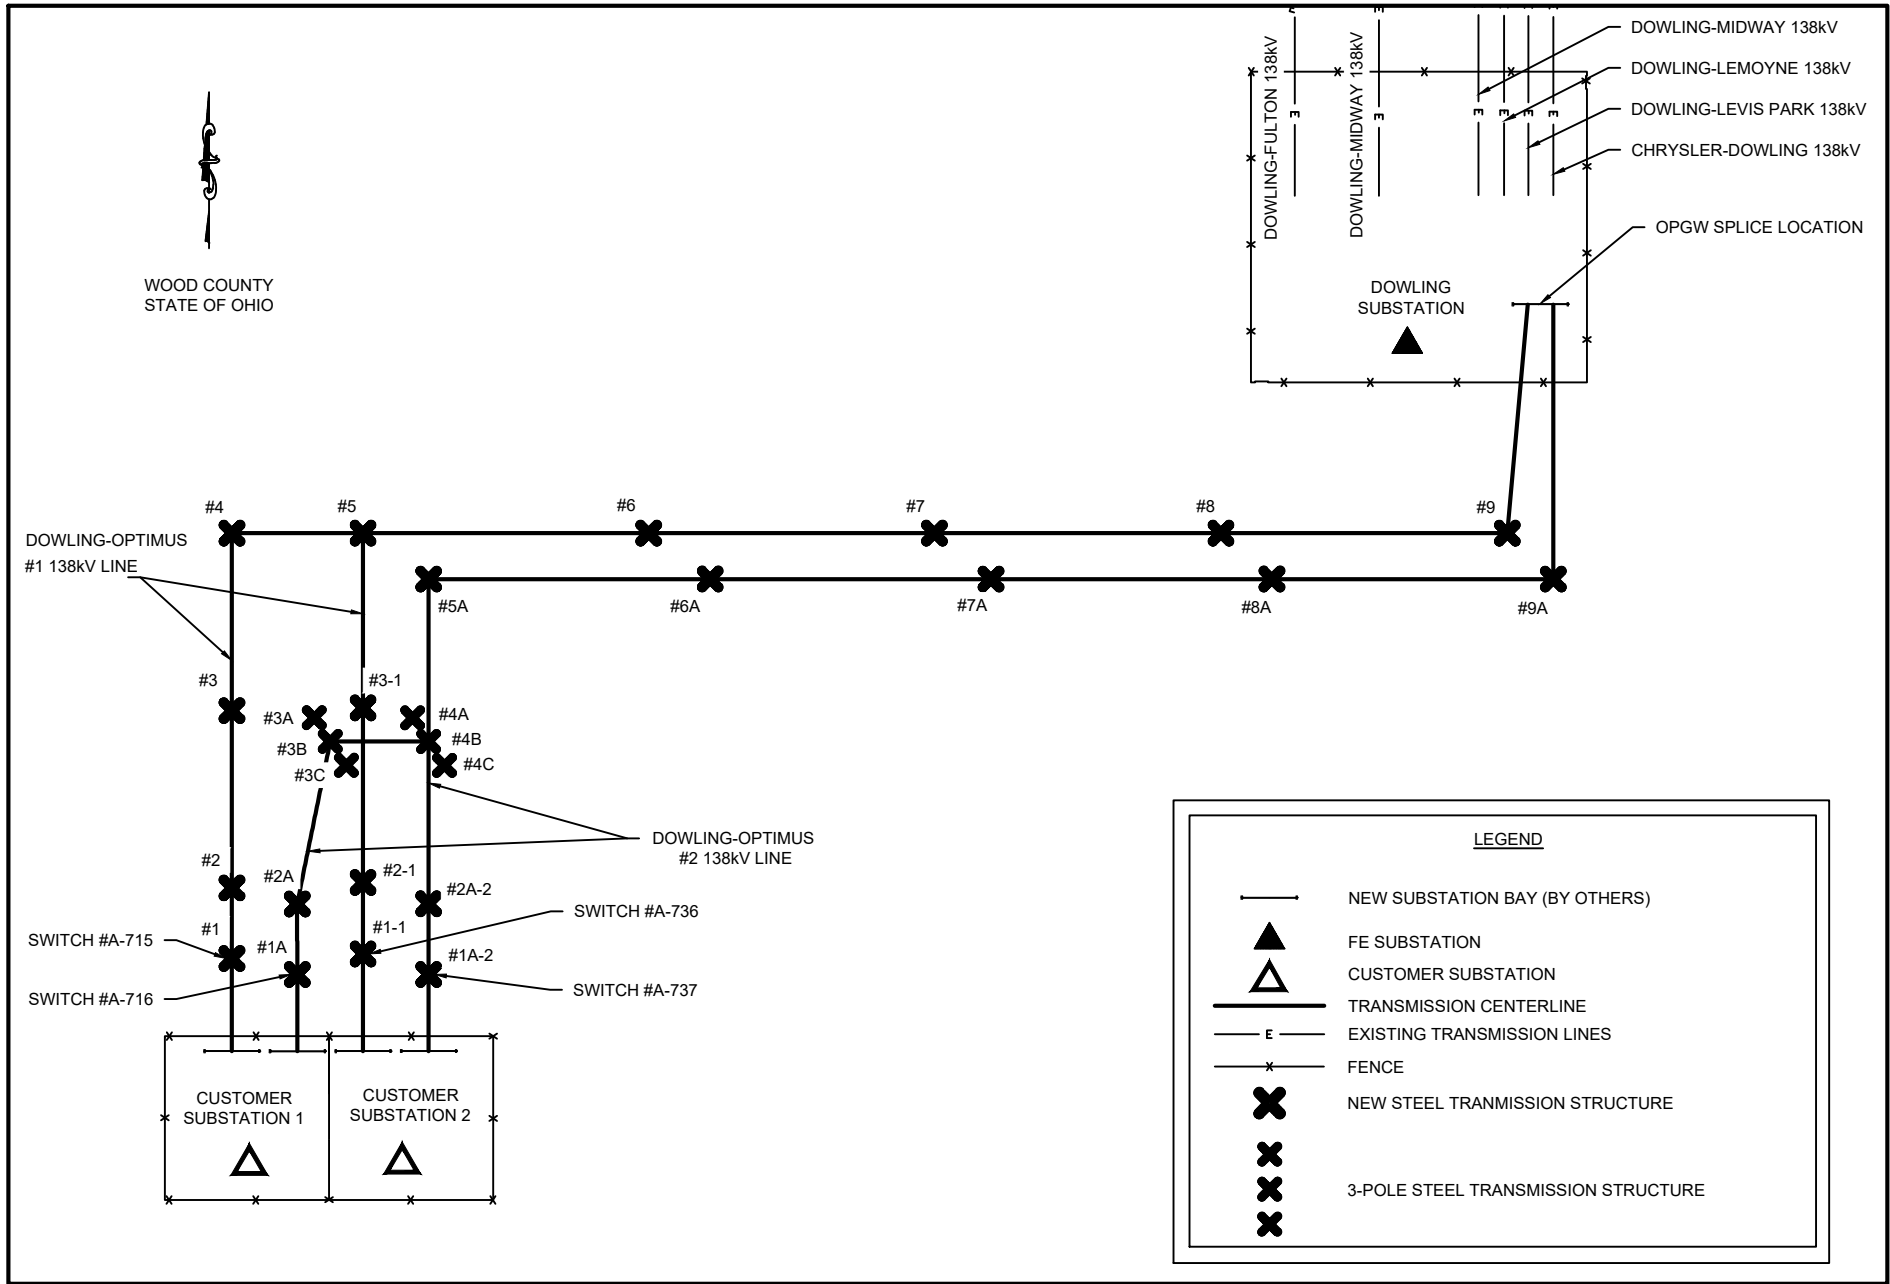 DOWLING-MIDWAY 138kV
DOWLING-LEMOYNE 138kV
DOWLING-LEVIS PARK 138kV
CHRYSLER-DOWLING 138kV
DOWLING-FULTON 138kV
DOWLING-MIDWAY 138kV
E
E
E
E
E
E
OPGW SPLICE LOCATION
WOOD COUNTY
STATE OF OHIO
DOWLING
SUBSTATION
#4
#5
#6
#7
#8
#9
DOWLING-OPTIMUS
#1 138kV LINE
#5A
#6A
#7A
#8A
#9A
#3
#3-1
#3A
#4A
#3B
#4B
#3C
#4C
DOWLING-OPTIMUS
#2 138kV LINE
#2
#2A
#2-1
#2A-2
SWITCH #A-736
#1
#1A
#1-1
#1A-2
SWITCH #A-715
SWITCH #A-716
SWITCH #A-737
CUSTOMER
SUBSTATION 1
CUSTOMER
SUBSTATION 2
LEGEND
NEW SUBSTATION BAY (BY OTHERS)
FE SUBSTATION
CUSTOMER SUBSTATION
TRANSMISSION CENTERLINE
E
EXISTING TRANSMISSION LINES
FENCE
NEW STEEL TRANMISSION STRUCTURE
3-POLE STEEL TRANSMISSION STRUCTURE